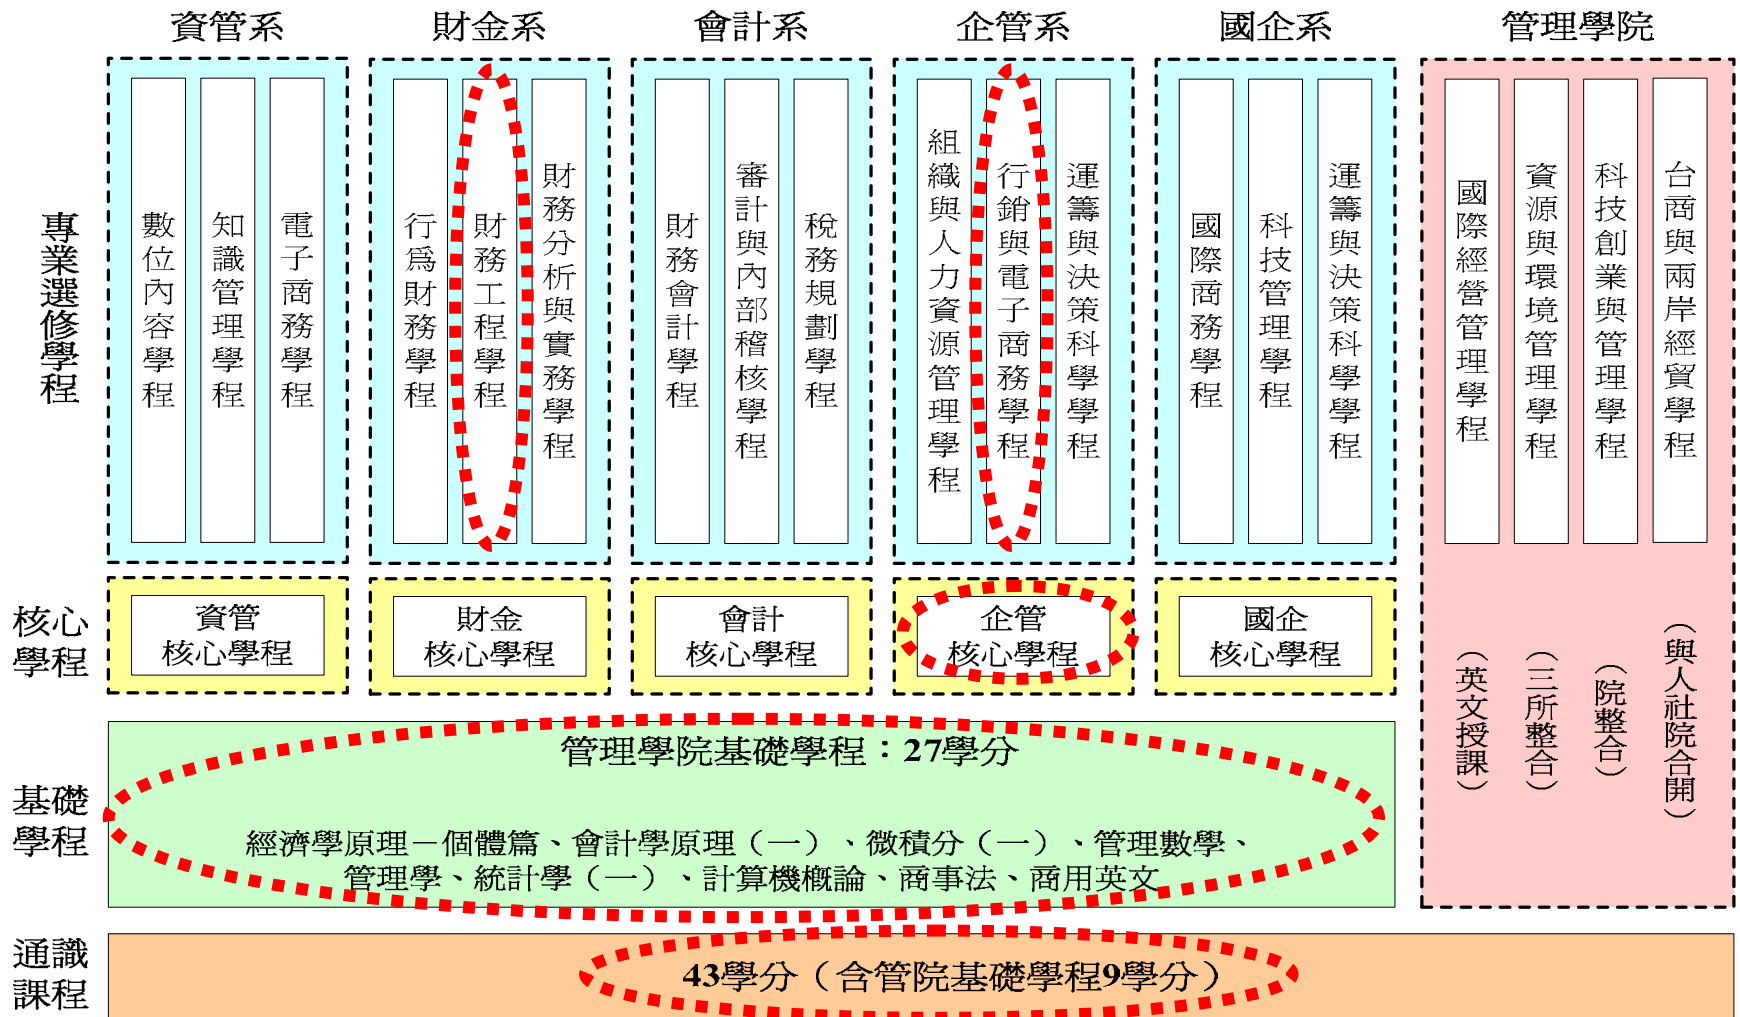 資管系
財金系
會計系
企管系
國企系
管理學院
專業選修學程
數位內容學程
知識管理學程
電子商務學程
行為財務學程
財務工程學程
財務分析與實務學程
財務會計學程
審計與內部稽核學程
稅務規劃學程
組織與人力資源管理學程
行銷與電子商務學程
運籌與決策科學學程
國際商務學程
科技管理學程
運籌與決策科學學程
國際經營管理學程
資源與環境管理學程
科技創業與管理學程
台商與兩岸經貿學程
（英文授課）
（三所整合）
（院整合）
（與人社院合開）
核心
學程
資管
核心學程
財金
核心學程
會計
核心學程
企管
核心學程
國企
核心學程
基礎
學程
管理學院基礎學程：27學分
經濟學原理－個體篇、會計學原理（一）、微積分（一）、管理數學、
管理學、統計學（一）、計算機概論、商事法、商用英文
通識
課程
43學分（含管院基礎學程9學分）